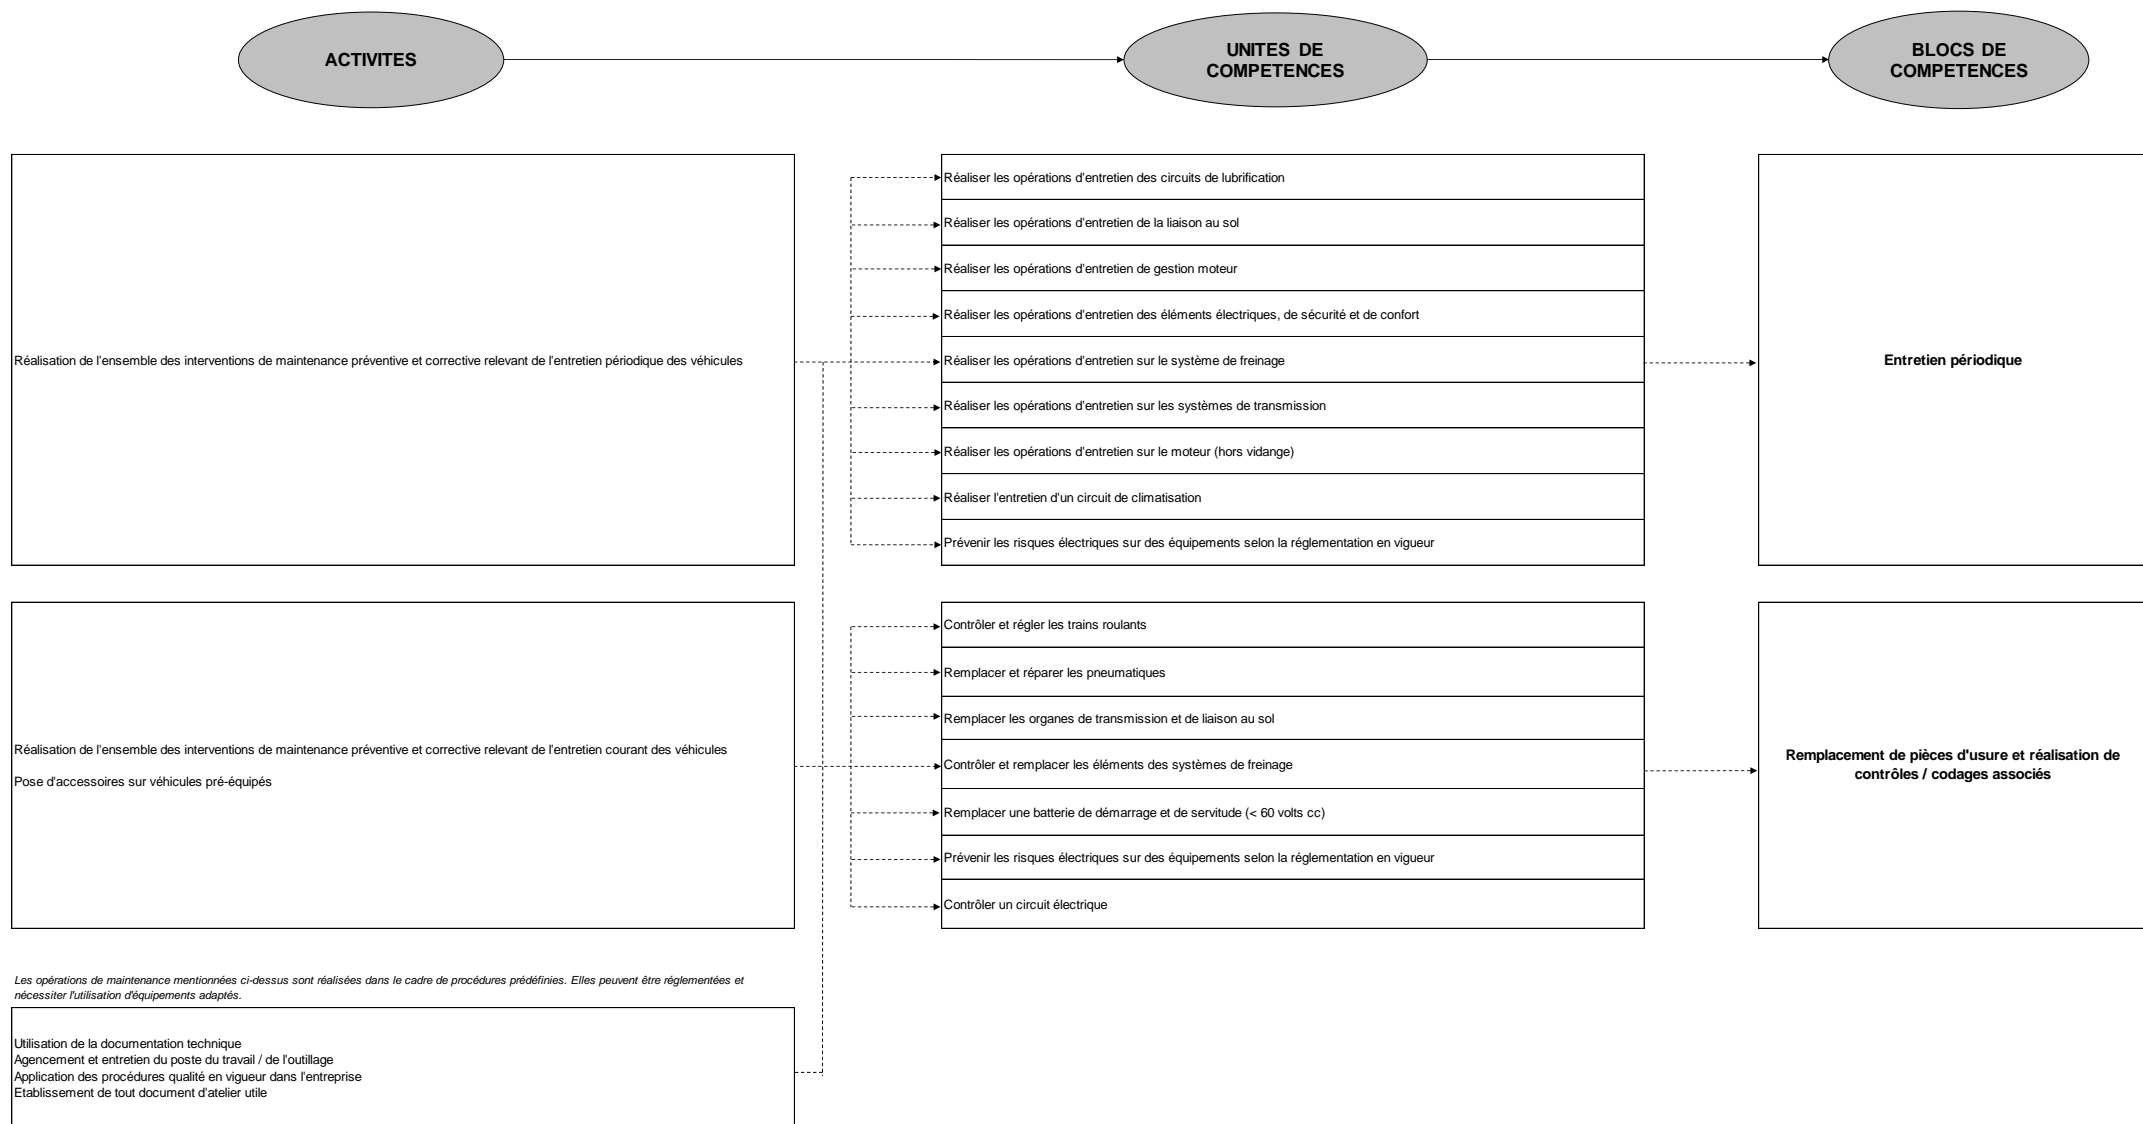 ACTIVITES
UNITES DE
COMPETENCES
BLOCS DE
COMPETENCES
Réalisation de l'ensemble des interventions de maintenance préventive et corrective relevant de l'entretien périodique des véhicules
Réaliser les opérations d'entretien des circuits de lubrification
Réaliser les opérations d'entretien de la liaison au sol
Réaliser les opérations d'entretien de gestion moteur
Réaliser les opérations d'entretien des éléments électriques, de sécurité et de confort
Réaliser les opérations d'entretien sur le système de freinage
Réaliser les opérations d'entretien sur les systèmes de transmission
Réaliser les opérations d'entretien sur le moteur (hors vidange)
Réaliser l'entretien d'un circuit de climatisation
Prévenir les risques électriques sur des équipements selon la réglementation en vigueur
Entretien périodique
Réalisation de l'ensemble des interventions de maintenance préventive et corrective relevant de l'entretien courant des véhicules
Pose d'accessoires sur véhicules pré-équipés
Contrôler et régler les trains roulants
Remplacer et réparer les pneumatiques
Remplacer les organes de transmission et de liaison au sol
Contrôler et remplacer les éléments des systèmes de freinage
Remplacer une batterie de démarrage et de servitude (< 60 volts cc)
Prévenir les risques électriques sur des équipements selon la réglementation en vigueur
Contrôler un circuit électrique
Remplacement de pièces d'usure et réalisation de
contrôles / codages associés
Les opérations de maintenance mentionnées ci-dessus sont réalisées dans le cadre de procédures prédéfinies. Elles peuvent être réglementées et
nécessiter l'utilisation d'équipements adaptés.
Utilisation de la documentation technique
Agencement et entretien du poste du travail / de l'outillage
Application des procédures qualité en vigueur dans l'entreprise
Etablissement de tout document d'atelier utile